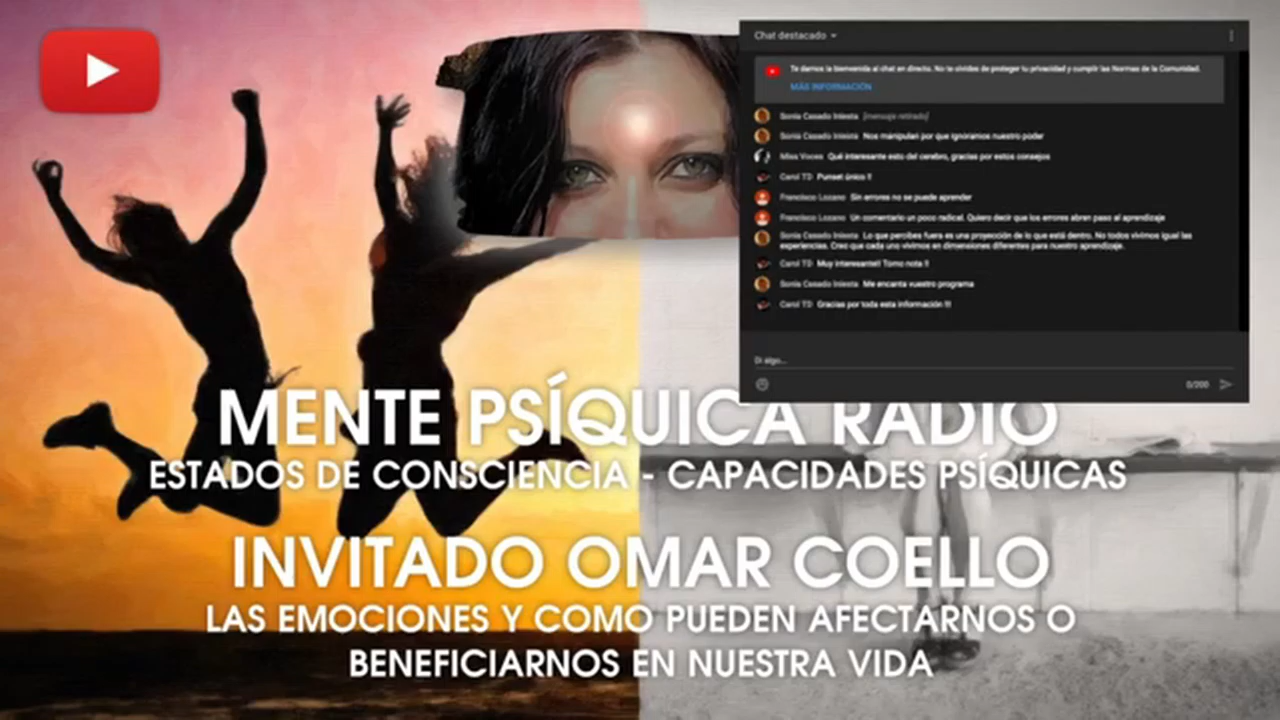 Chat destacado
Te damos la bienvenida al chat en directo. No te olvides de proteger tu privacidad y cumplir las Normas de la Comunidad.
MÁS INFORMACIÓN
Sonia Casado Iniesta [mensaje retirado]
Sonia Casado Iniesta Nos manipulan por que ignoramos nuestro poder
Miss Voces Qué interesante esto del cerebro, gracias por estos consejos
Carol TD Punset único !!
Francisco Lozano Sin errores no se puede aprender
Francisco Lozano Un comentario un poco radical. Quiero decir que los errores abren paso al aprendizaje
Sonia Casado Iniesta Lo que percibes fuera es una proyección de lo que está dentro. No todos vivimos igual las
experiencias. Creo que cada uno vivimos en dimensiones diferentes para nuestro aprendizaje.
Carol TD Muy interesante!! Tomo nota !!
Sonia Casado Iniesta Me encanta vuestro programa
Carol TD Gracias por toda esta información !!!
Di algo...
0/200
MENTE PSÍQUICA RADIO
ESTADOS DE CONSCIENCIA - CAPACIDADES PSÍQUICAS
INVITADO OMAR COELLO
LAS EMOCIONES Y COMO PUEDEN AFECTARNOS O
BENEFICIARNOS EN NUESTRA VIDA